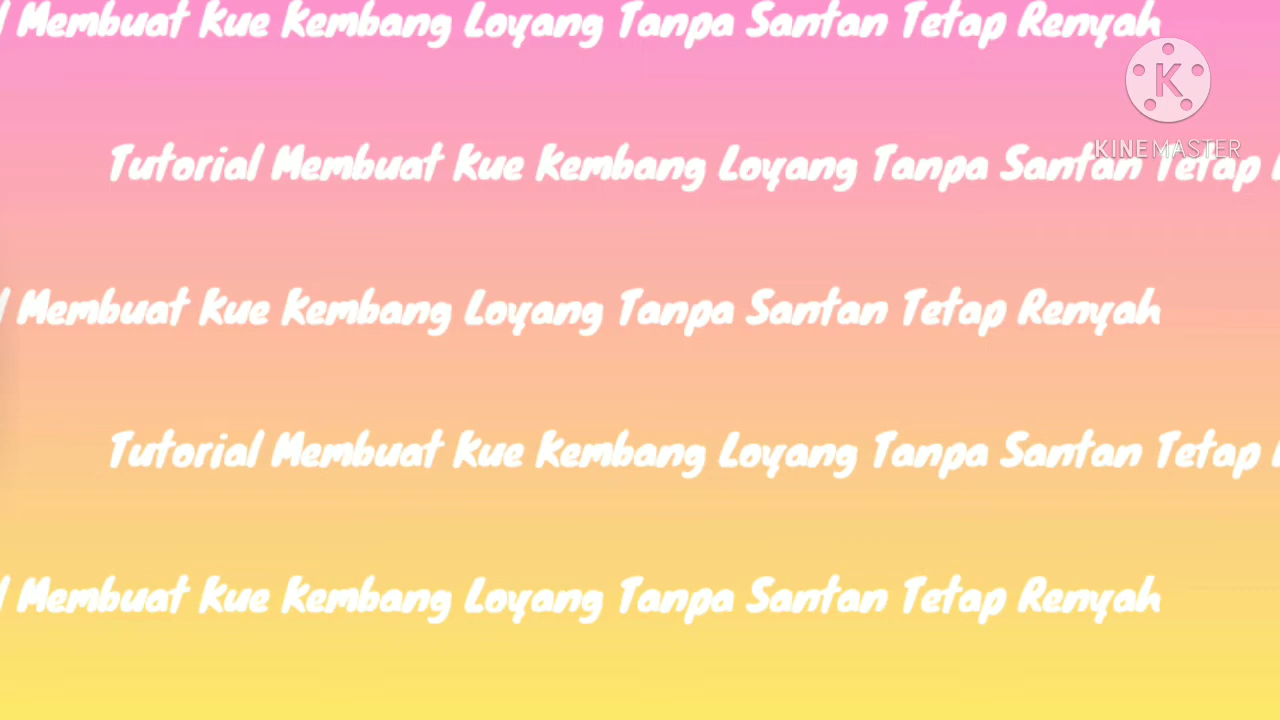 Membuat Kue Kembang Loyang Tanpa Santan Tetap Renyah
K
KINEMASTER
Tutorial Membuat Kue Kembang Loyang Tanpa Santan Tetap
Membuat Kue Kembang Loyang Tanpa Santan Tetap Renyah
Tutorial Membuat Kue Kembang Loyang Tanpa Santan Tetap
Membuat Kue Kembang Loyang Tanpa Santan Tetap Renyah